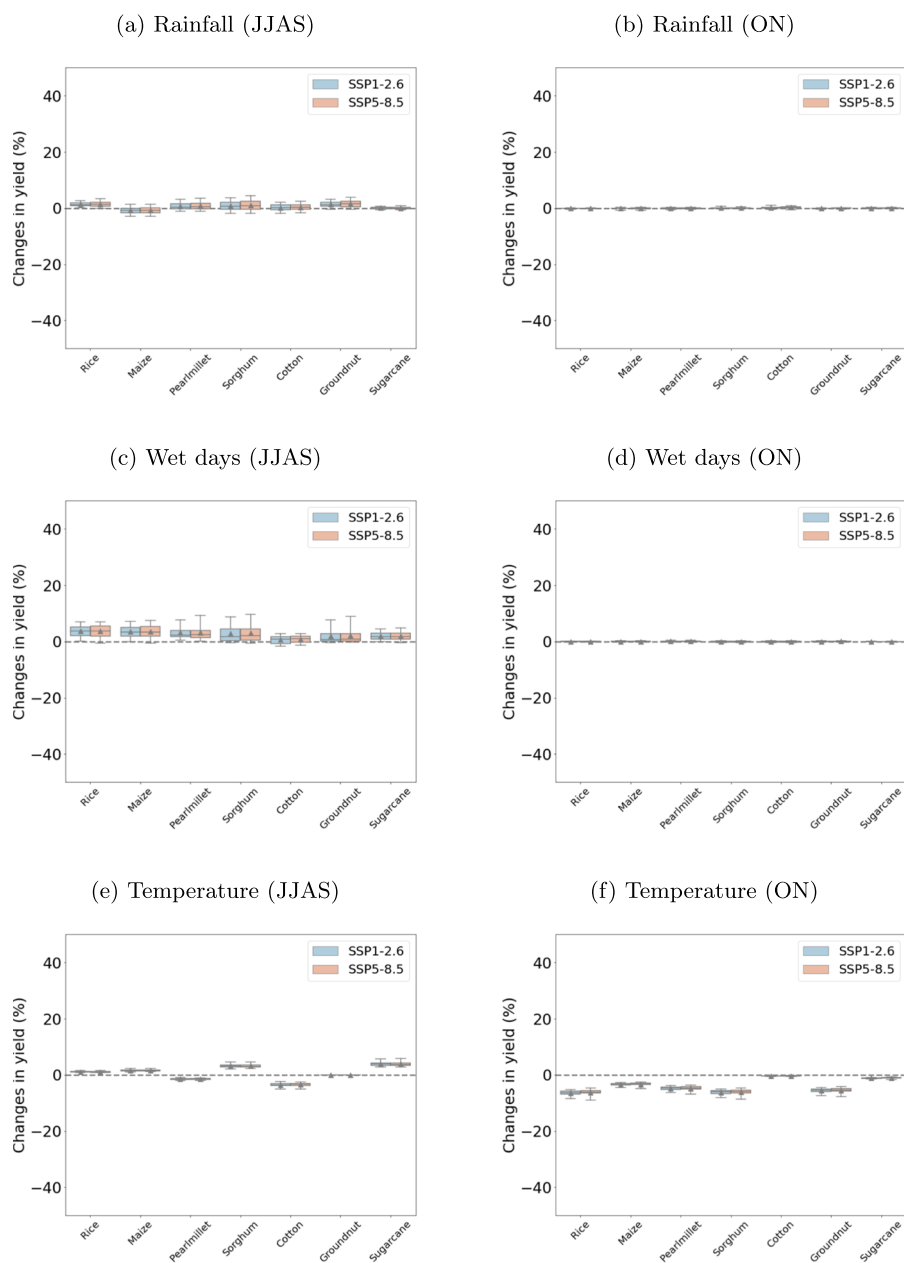 (a) Rainfall (JJAS)
(b) Rainfall (ON)
Changes in yield (%)
40
20
0
−20
−40
SSP1-2.6
SSP5-8.5
Rice
Maize
Pearlmillet
Sorghum
Cotton
Groundnut
Sugarcane
Changes in yield (%)
40
20
0
−20
−40
SSP1-2.6
SSP5-8.5
Rice
Maize
Pearlmillet
Sorghum
Cotton
Groundnut
Sugarcane
(c) Wet days (JJAS)
(d) Wet days (ON)
Changes in yield (%)
40
20
0
−20
−40
SSP1-2.6
SSP5-8.5
Rice
Maize
Pearlmillet
Sorghum
Cotton
Groundnut
Sugarcane
Changes in yield (%)
40
20
0
−20
−40
SSP1-2.6
SSP5-8.5
Rice
Maize
Pearlmillet
Sorghum
Cotton
Groundnut
Sugarcane
(e) Temperature (JJAS)
(f) Temperature (ON)
Changes in yield (%)
40
20
0
−20
−40
SSP1-2.6
SSP5-8.5
Rice
Maize
Pearlmillet
Sorghum
Cotton
Groundnut
Sugarcane
Changes in yield (%)
40
20
0
−20
−40
SSP1-2.6
SSP5-8.5
Rice
Maize
Pearlmillet
Sorghum
Cotton
Groundnut
Sugarcane